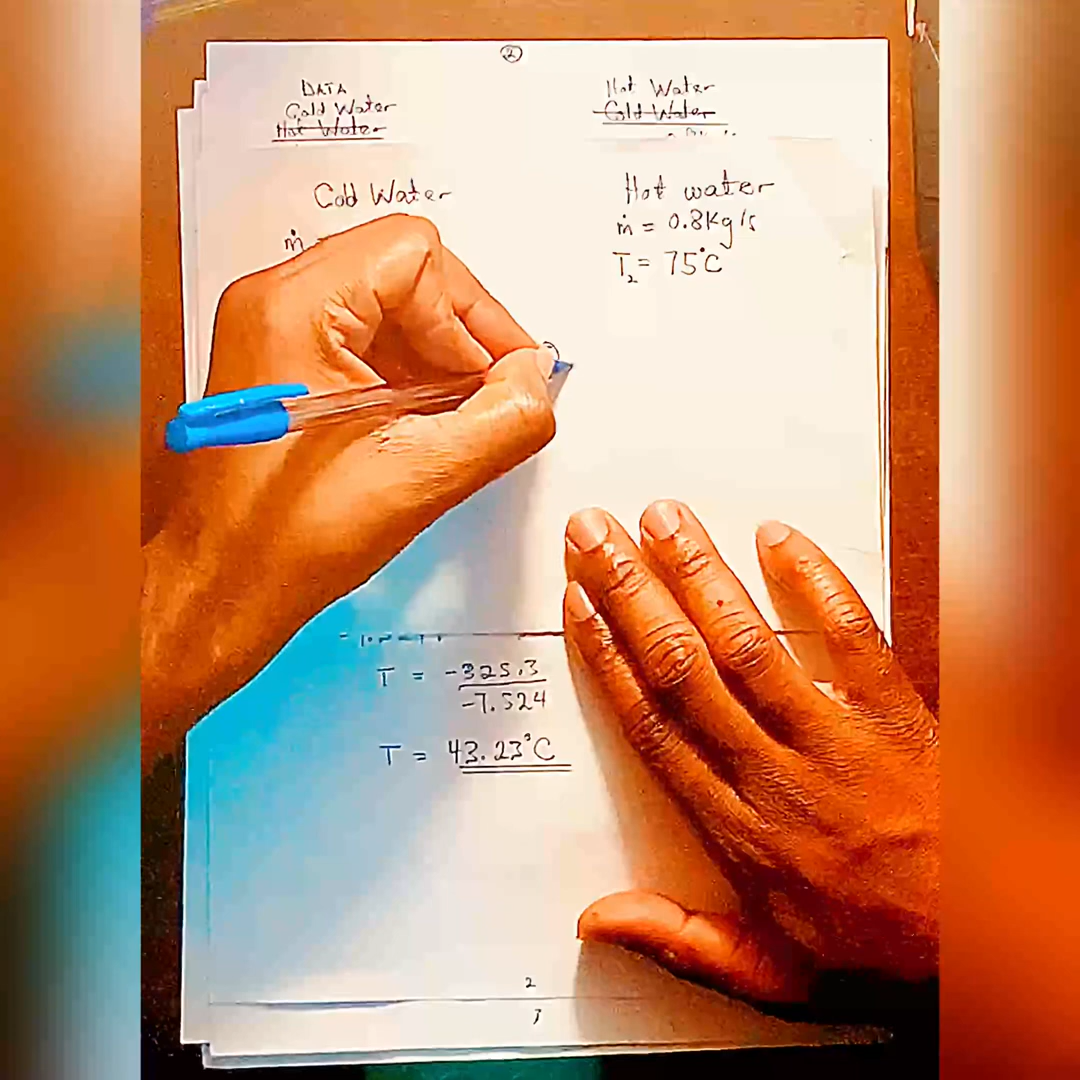 2
DATA
Cold Water
Hot Water
Hot Water
Cold Water
Cold Water
ṁ
Hot water
ṁ = 0.8Kg/s
T₂ = 75°C
T = -325.3
-7.524
T = 43.23°C
2
3